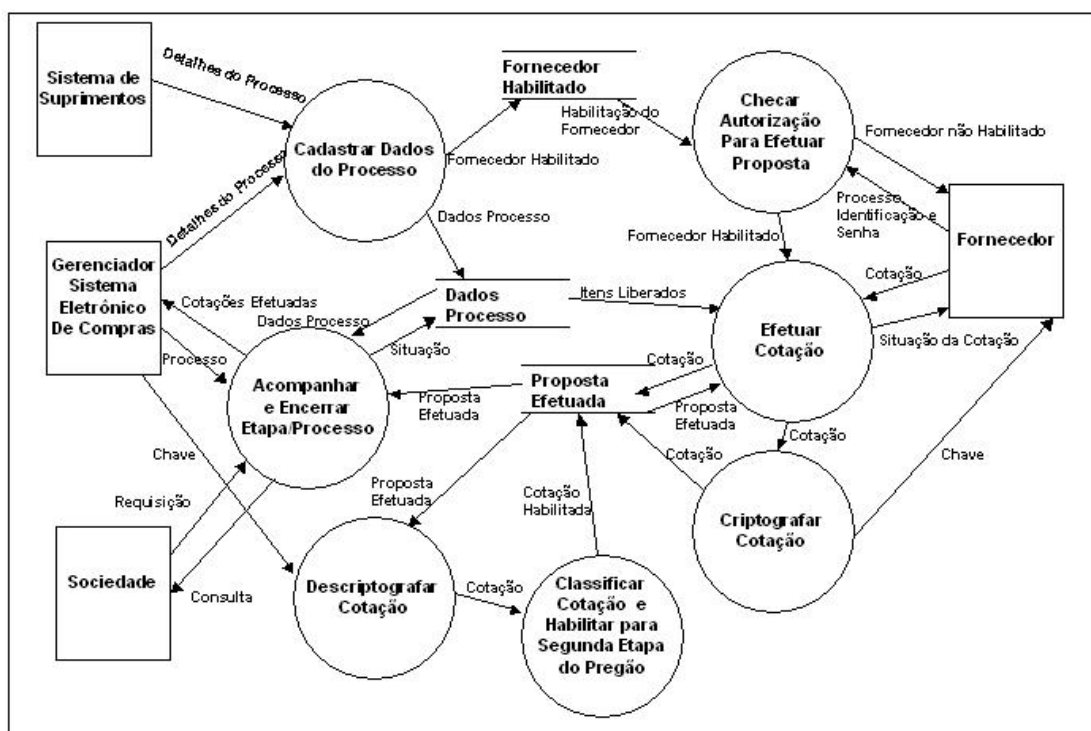 Sistema de
Suprimentos
Detalhes do Processo
Cadastrar Dados
do Processo
Fornecedor
Habilitado
Habilitação do
Fornecedor
Fornecedor Habilitado
Checar
Autorização
Para Efetuar
Proposta
Fornecedor não Habilitado
Processo
Identificação e
Senha
Fornecedor
Detalhes do Processo
Dados Processo
Fornecedor Habilitado
Gerenciador
Sistema
Eletrônico
De Compras
Cotações Efetuadas
Dados Processo
Dados
Processo
Itens Liberados
Cotação
Efetuar
Cotação
Situação da Cotação
Processo
Situação
Acompanhar
e Encerrar
Etapa/Processo
Proposta
Efetuada
Proposta
Efetuada
Cotação
Proposta
Efetuada
Cotação
Cotação
Chave
Chave
Requisição
Proposta
Efetuada
Cotação
Habilitada
Criptografar
Cotação
Sociedade
Consulta
Descriptografar
Cotação
Cotação
Classificar
Cotação e
Habilitar para
Segunda Etapa
do Pregão